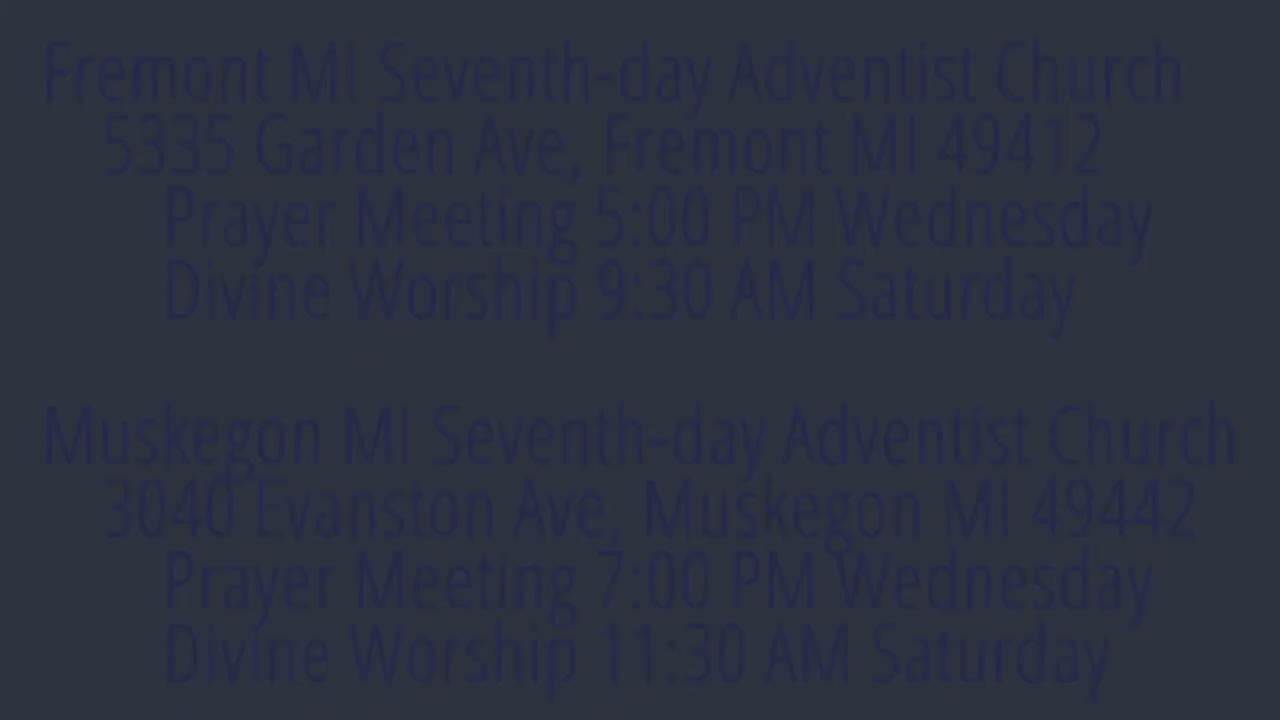 Fremont MI Seventh-day Adventist Church
5335 Garden Ave, Fremont MI 49412
Prayer Meeting 5:00 PM Wednesday
Divine Worship 9:30 AM Saturday
Muskegon MI Seventh-day Adventist Church
3040 Evanston Ave, Muskegon MI 49442
Prayer Meeting 7:00 PM Wednesday
Divine Worship 11:30 AM Saturday